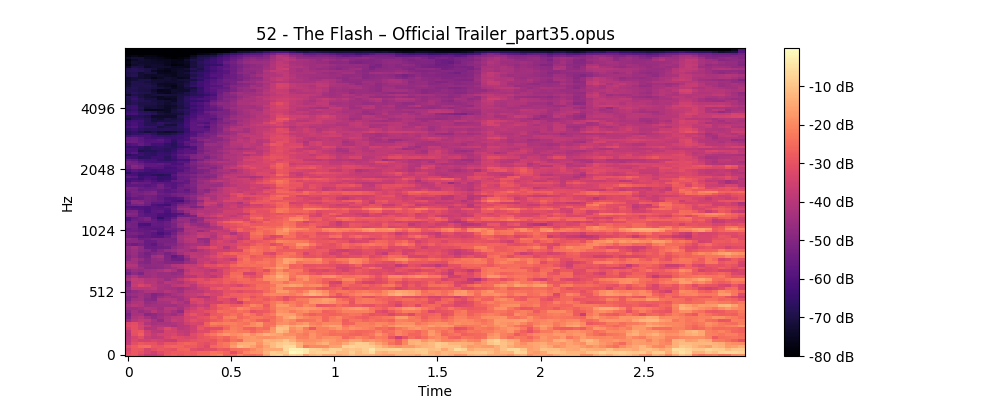 52 - The Flash – Official Trailer_part35.opus
Hz
4096
2048
1024
512
0
0
0.5
1
1.5
2
2.5
Time
-10 dB
-20 dB
-30 dB
-40 dB
-50 dB
-60 dB
-70 dB
-80 dB